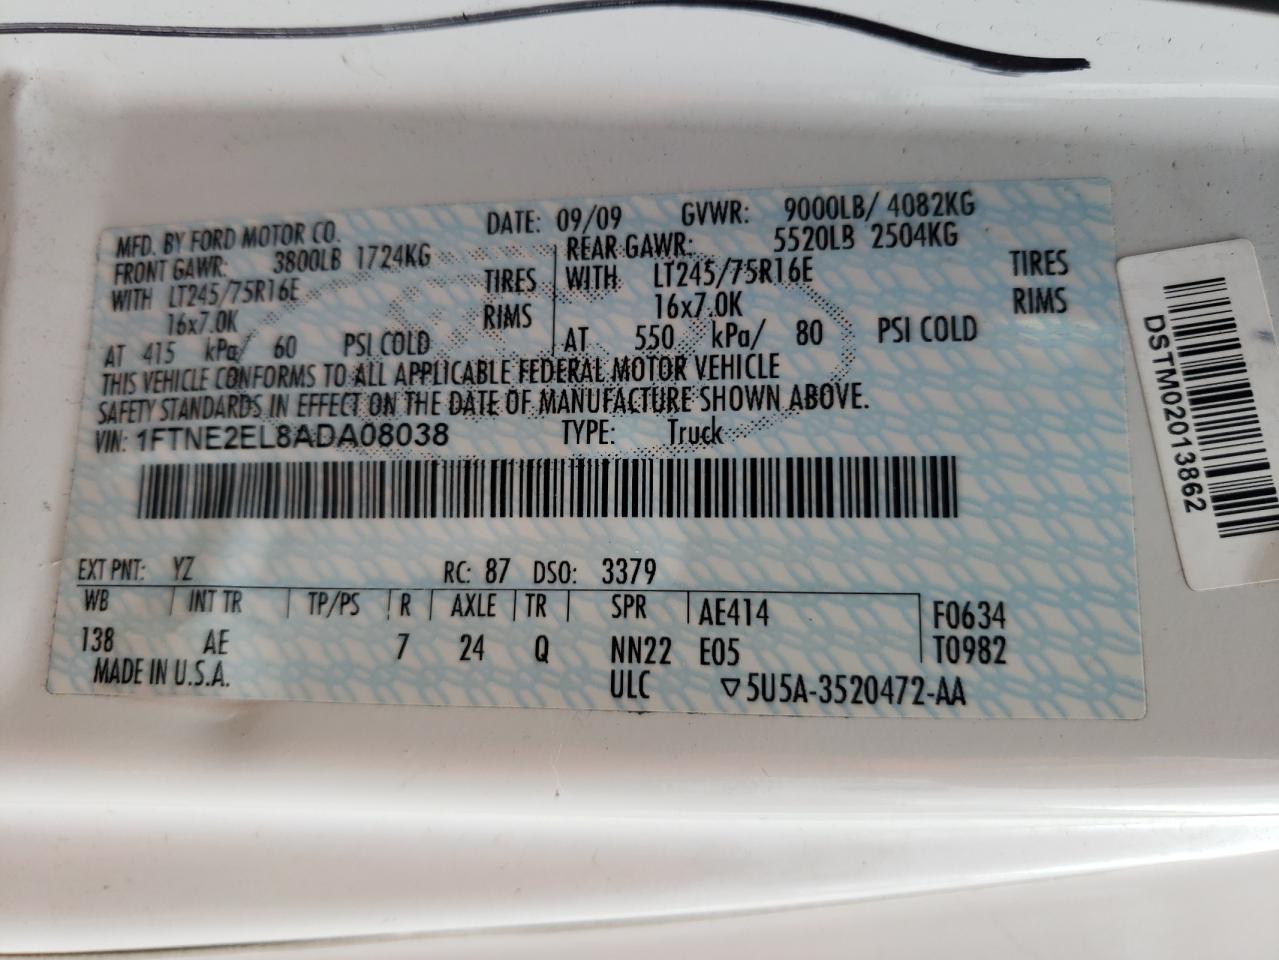 MFD. BY FORD MOTOR CO. DATE: 09/09 GVWR: 9000LB/ 4082KG
FRONT GAWR: 3800LB 1724KG REAR GAWR: 5520LB 2504KG
WITH LT245/75R16E TIRES WITH LT245/75R16E TIRES
16x7.0K RIMS 16x7.0K RIMS
AT 415 kPa/ 60 PSI COLD AT 550 kPa/ 80 PSI COLD
THIS VEHICLE CONFORMS TO ALL APPLICABLE FEDERAL MOTOR VEHICLE
SAFETY STANDARDS IN EFFECT ON THE DATE OF MANUFACTURE SHOWN ABOVE.
VIN: 1FTNE2EL8ADA08038 TYPE: Truck
EXT PNT: YZ RC: 87 DSO: 3379
WB INT TR TP/PS R AXLE TR SPR AE414 F0634
138 AE 7 24 Q NN22 E05 T0982
MADE IN U.S.A. ULC ▽5U5A-3520472-AA
DSTM02013862